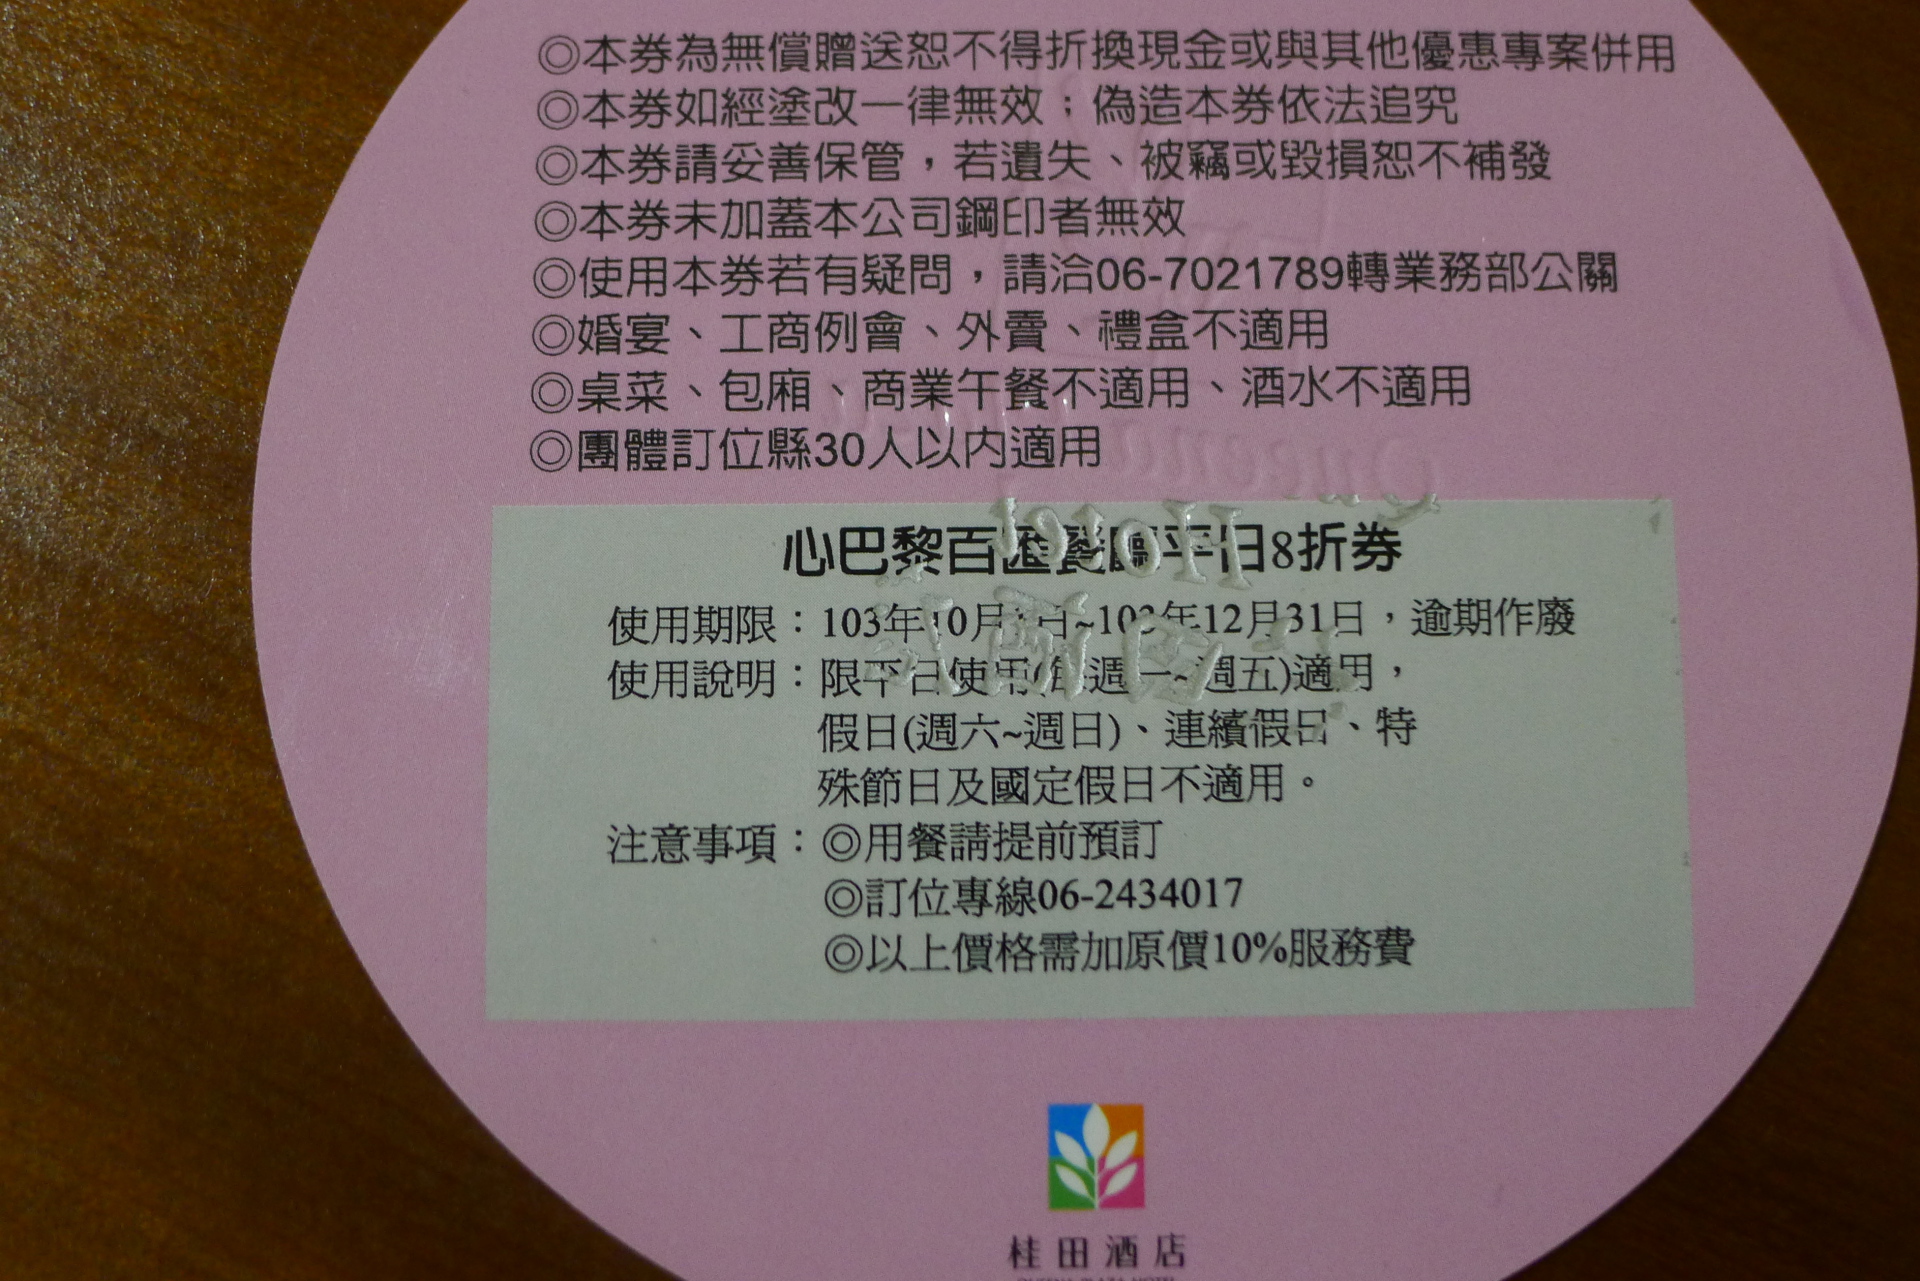 ◎本券為無償贈送恕不得折換現金或與其他優惠專案併用
◎本券如經塗改一律無效；偽造本券依法追究
◎本券請妥善保管，若遺失、被竊或毀損恕不補發
◎本券未加蓋本公司鋼印者無效
◎使用本券若有疑問，請洽06-7021789轉業務部公關
◎婚宴、工商例會、外賣、禮盒不適用
◎桌菜、包廂、商業午餐不適用、酒水不適用
◎團體訂位縣30人以內適用
心巴黎百匯餐廳平日8折券
使用期限：103年10月1日~103年12月31日，逾期作廢
使用說明：限平日使用(每週一~週五)適用，
假日(週六~週日)、連續假日、特
殊節日及國定假日不適用。
注意事項：◎用餐請提前預訂
◎訂位專線06-2434017
◎以上價格需加原價10%服務費
桂田酒店